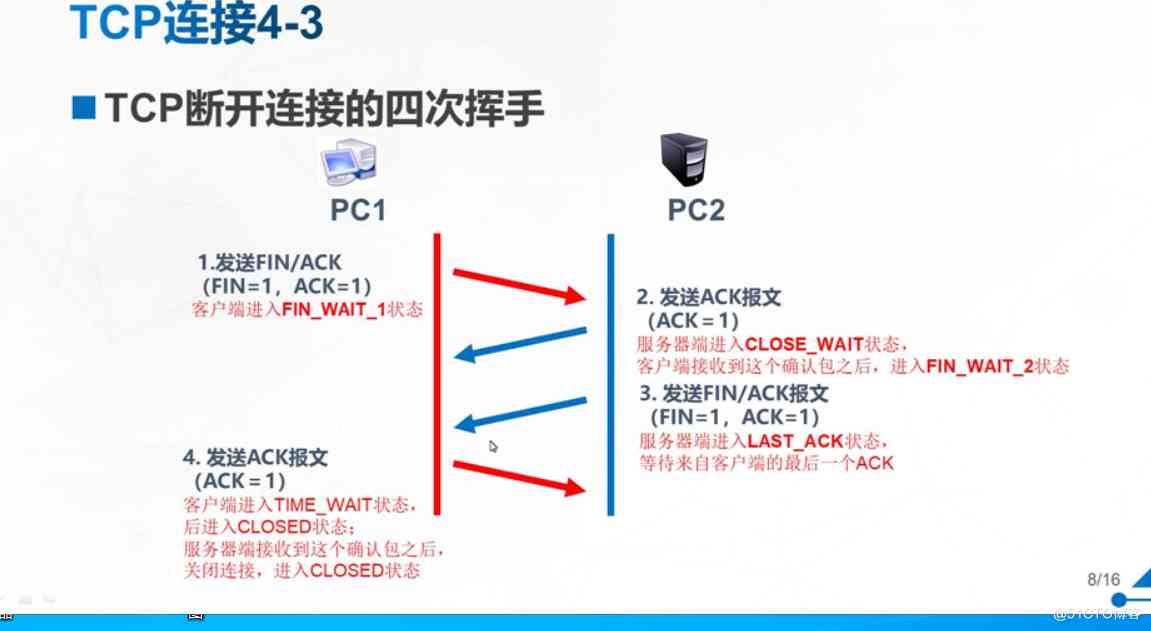 TCP连接4-3
TCP断开连接的四次挥手
PC1
PC2
1.发送FIN/ACK
(FIN=1，ACK=1)
客户端进入FIN_WAIT_1状态
2. 发送ACK报文
(ACK＝1)
服务器端进入CLOSE_WAIT状态，
客户端接收到这个确认包之后，进入FIN_WAIT_2状态
3. 发送FIN/ACK报文
(FIN=1，ACK=1)
服务器端进入LAST_ACK状态，
等待来自客户端的最后一个ACK
4. 发送ACK报文
(ACK＝1)
客户端进入TIME_WAIT状态，
后进入CLOSED状态；
服务器端接收到这个确认包之后，
关闭连接，进入CLOSED状态
8/16
@51CTO博客